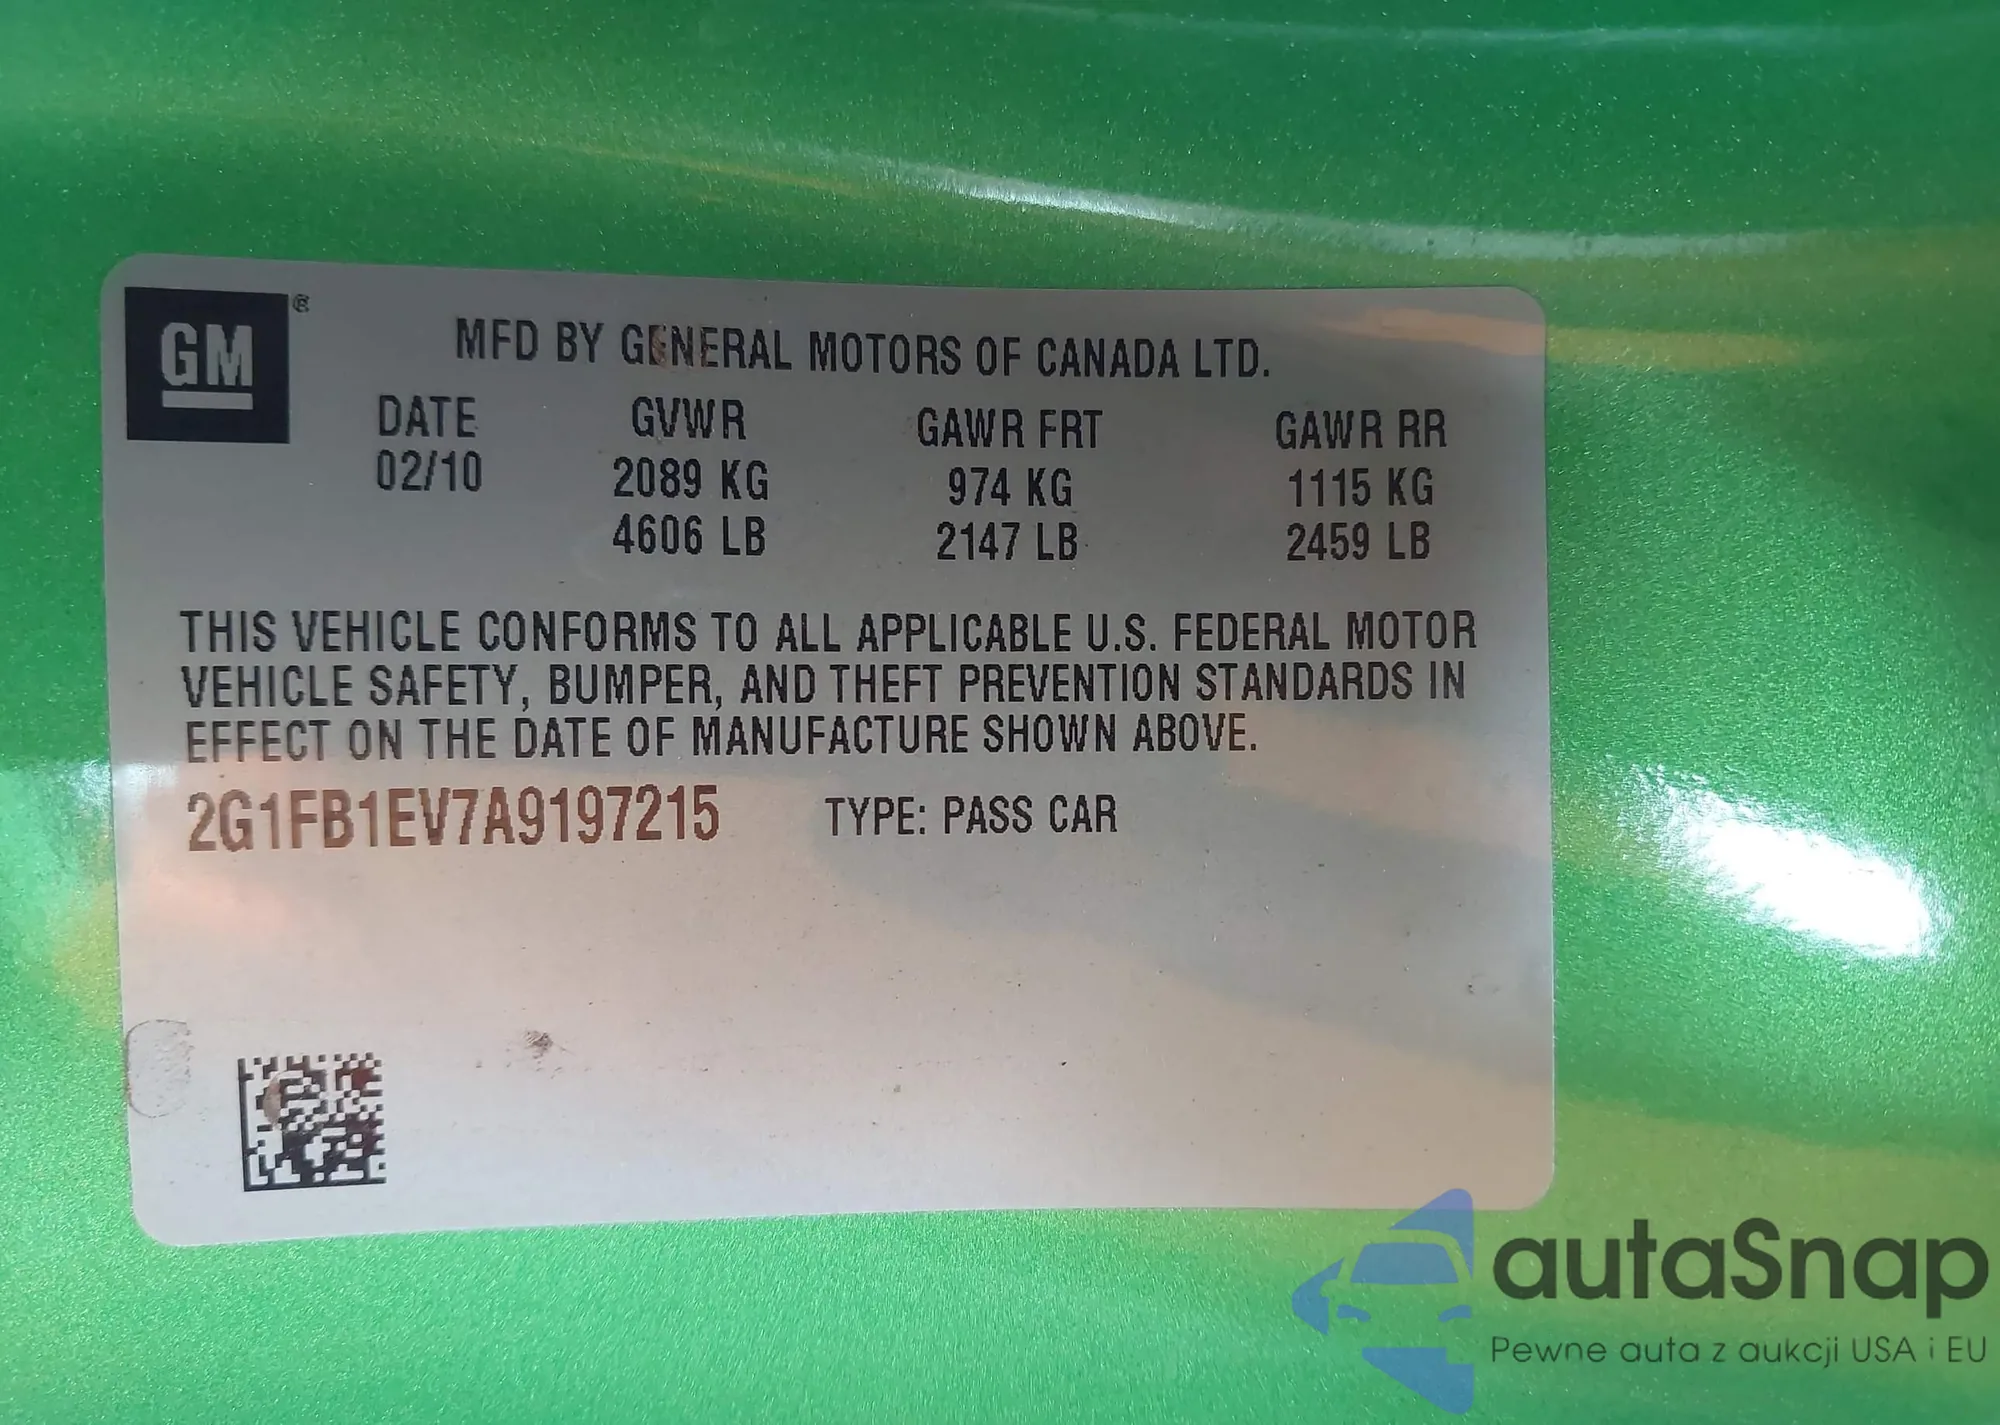 GM®
MFD BY GENERAL MOTORS OF CANADA LTD.
DATE GVWR GAWR FRT GAWR RR
02/10 2089 KG 974 KG 1115 KG
4606 LB 2147 LB 2459 LB
THIS VEHICLE CONFORMS TO ALL APPLICABLE U.S. FEDERAL MOTOR
VEHICLE SAFETY, BUMPER, AND THEFT PREVENTION STANDARDS IN
EFFECT ON THE DATE OF MANUFACTURE SHOWN ABOVE.
2G1FB1EV7A9197215 TYPE: PASS CAR
autaSnap
Pewne auta z aukcji USA i EU